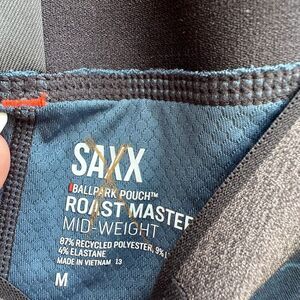 SAXX
BALLPARK POUCH™
ROAST MASTER
MID-WEIGHT
87% RECYCLED POLYESTER, 9%
4% ELASTANE
MADE IN VIETNAM 13
M